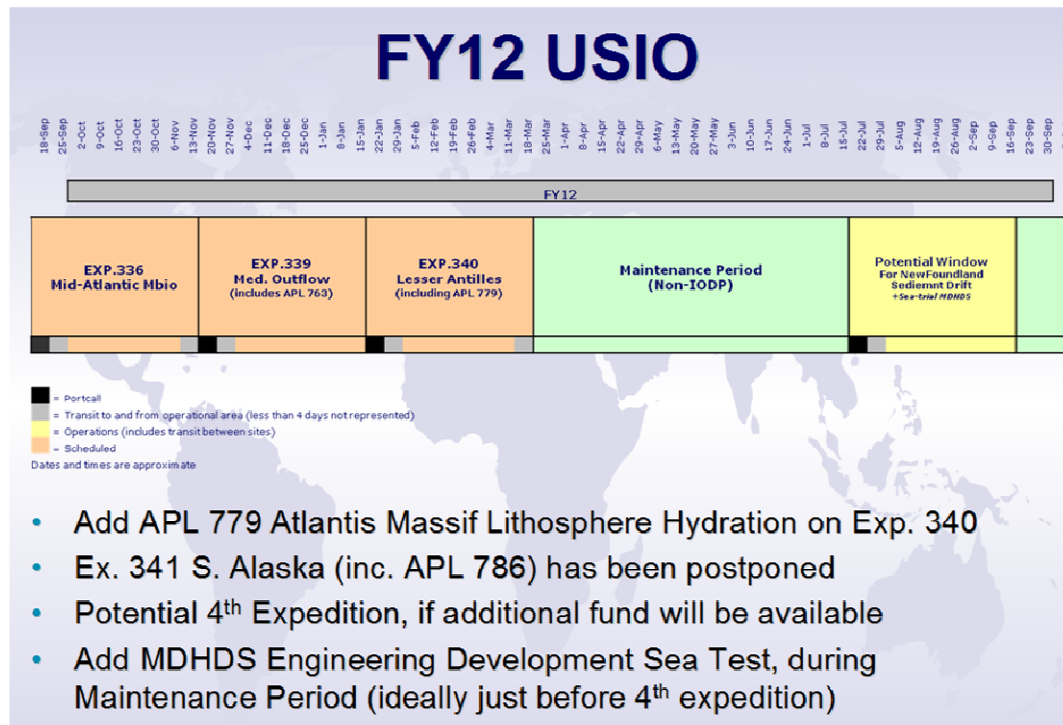 FY12 USIO
18-Sep 25-Sep 2-Oct 9-Oct 16-Oct 23-Oct 30-Oct 6-Nov 13-Nov 20-Nov 27-Nov 4-Dec 11-Dec 18-Dec 25-Dec 1-Jan 8-Jan 15-Jan 22-Jan 29-Jan 5-Feb 12-Feb 19-Feb 26-Feb 4-Mar 11-Mar 18-Mar 25-Mar 1-Apr 8-Apr 15-Apr 22-Apr 29-Apr 6-May 13-May 20-May 27-May 3-Jun 10-Jun 17-Jun 24-Jun 1-Jul 8-Jul 15-Jul 22-Jul 29-Jul 5-Aug 12-Aug 19-Aug 26-Aug 2-Sep 9-Sep 16-Sep 23-Sep 30-Sep
FY12
EXP.336
Mid-Atlantic Mbio
EXP.339
Med. Outflow
(includes APL 763)
EXP.340
Lesser Antilles
(including APL 779)
Maintenance Period
(Non-IODP)
Potential Window
For NewFoundland
Sediemnt Drift
+Sea-trial MDHDS
= Portcall
= Transit to and from operational area (less than 4 days not represented)
= Operations (includes transit between sites)
= Scheduled
Dates and times are approximate
• Add APL 779 Atlantis Massif Lithosphere Hydration on Exp. 340
• Ex. 341 S. Alaska (inc. APL 786) has been postponed
• Potential 4th Expedition, if additional fund will be available
• Add MDHDS Engineering Development Sea Test, during
Maintenance Period (ideally just before 4th expedition)